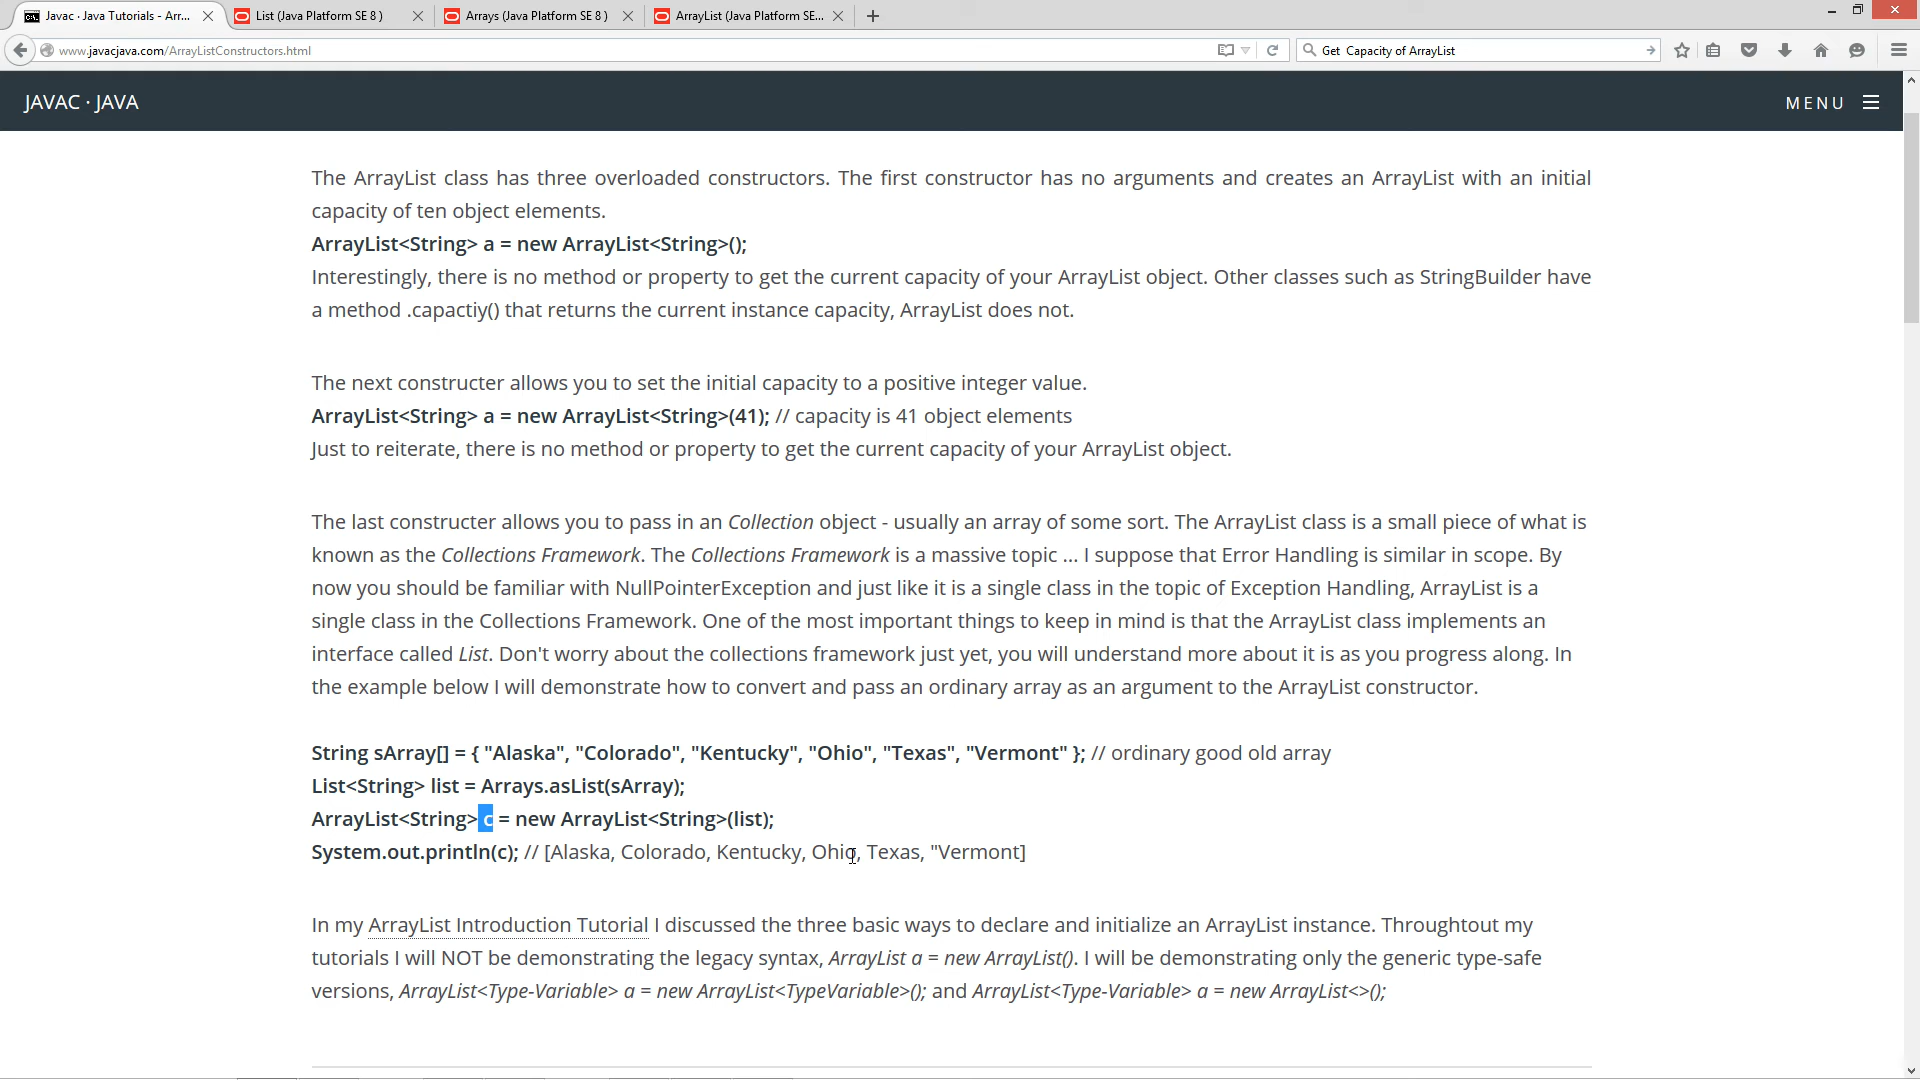 Javac · Java Tutorials - Arr...
List (Java Platform SE 8 )
Arrays (Java Platform SE 8 )
ArrayList (Java Platform SE...
www.javacjava.com/ArrayListConstructors.html
Get Capacity of ArrayList
JAVAC · JAVA
MENU
The ArrayList class has three overloaded constructors. The first constructor has no arguments and creates an ArrayList with an initial
capacity of ten object elements.
ArrayList<String> a = new ArrayList<String>();
Interestingly, there is no method or property to get the current capacity of your ArrayList object. Other classes such as StringBuilder have
a method .capactiy() that returns the current instance capacity, ArrayList does not.
The next constructer allows you to set the initial capacity to a positive integer value.
ArrayList<String> a = new ArrayList<String>(41); // capacity is 41 object elements
Just to reiterate, there is no method or property to get the current capacity of your ArrayList object.
The last constructer allows you to pass in an Collection object - usually an array of some sort. The ArrayList class is a small piece of what is
known as the Collections Framework. The Collections Framework is a massive topic ... I suppose that Error Handling is similar in scope. By
now you should be familiar with NullPointerException and just like it is a single class in the topic of Exception Handling, ArrayList is a
single class in the Collections Framework. One of the most important things to keep in mind is that the ArrayList class implements an
interface called List. Don't worry about the collections framework just yet, you will understand more about it is as you progress along. In
the example below I will demonstrate how to convert and pass an ordinary array as an argument to the ArrayList constructor.
String sArray[] = { "Alaska", "Colorado", "Kentucky", "Ohio", "Texas", "Vermont" }; // ordinary good old array
List<String> list = Arrays.asList(sArray);
ArrayList<String> c = new ArrayList<String>(list);
System.out.println(c); // [Alaska, Colorado, Kentucky, Ohio, Texas, "Vermont]
In my ArrayList Introduction Tutorial I discussed the three basic ways to declare and initialize an ArrayList instance. Throughtout my
tutorials I will NOT be demonstrating the legacy syntax, ArrayList a = new ArrayList(). I will be demonstrating only the generic type-safe
versions, ArrayList<Type-Variable> a = new ArrayList<TypeVariable>(); and ArrayList<Type-Variable> a = new ArrayList<>();